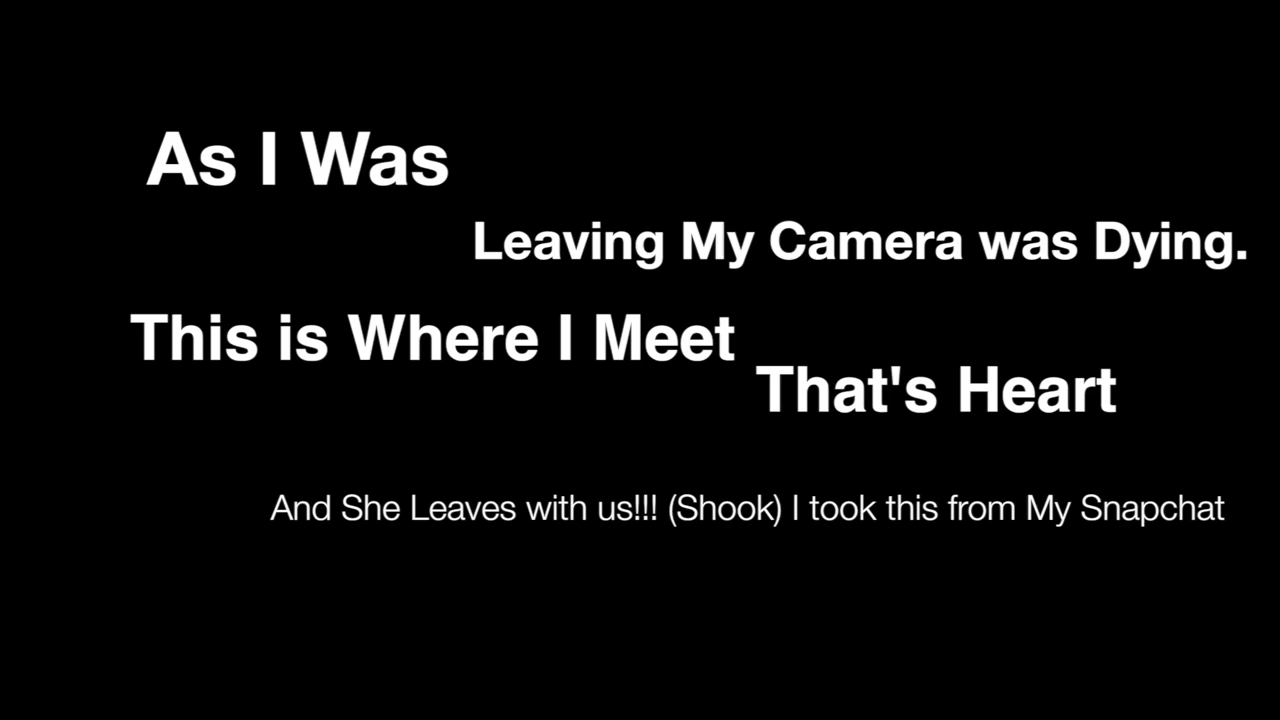 As I Was
Leaving My Camera was Dying.
This is Where I Meet
That's Heart
And She Leaves with us!!! (Shook) I took this from My Snapchat